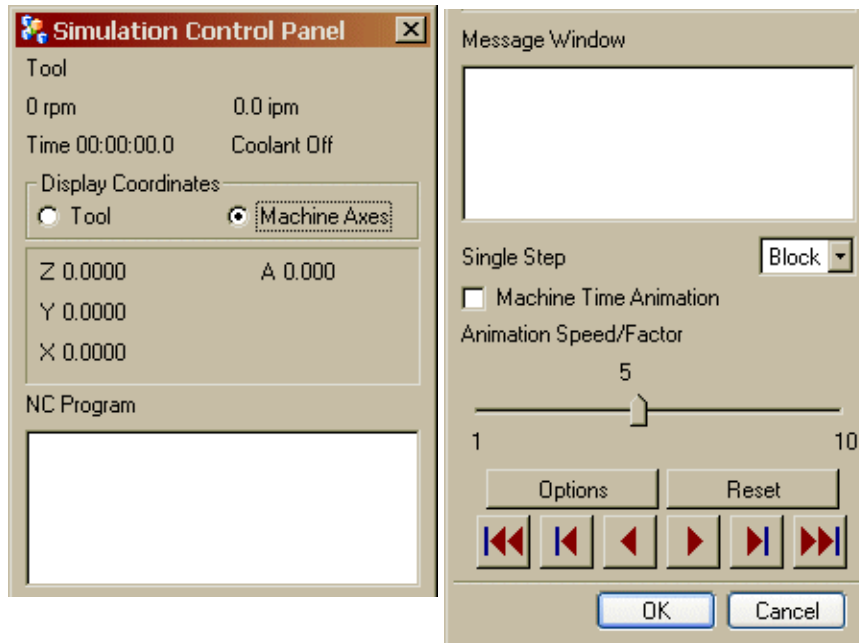 Simulation Control Panel
Tool
0 rpm 0.0 ipm
Time 00:00:00.0 Coolant Off
Display Coordinates
Tool Machine Axes
Z 0.0000 A 0.000
Y 0.0000
X 0.0000
NC Program
Message Window
Single Step Block
Machine Time Animation
Animation Speed/Factor
5
1 10
Options Reset
OK Cancel